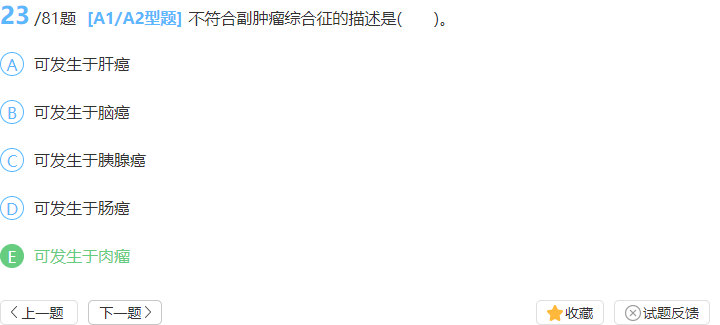 23/81题 [A1/A2型题] 不符合副肿瘤综合征的描述是(　　)。
A 可发生于肝癌
B 可发生于脑癌
C 可发生于胰腺癌
D 可发生于肠癌
E 可发生于肉瘤
上一题 下一题 收藏 试题反馈